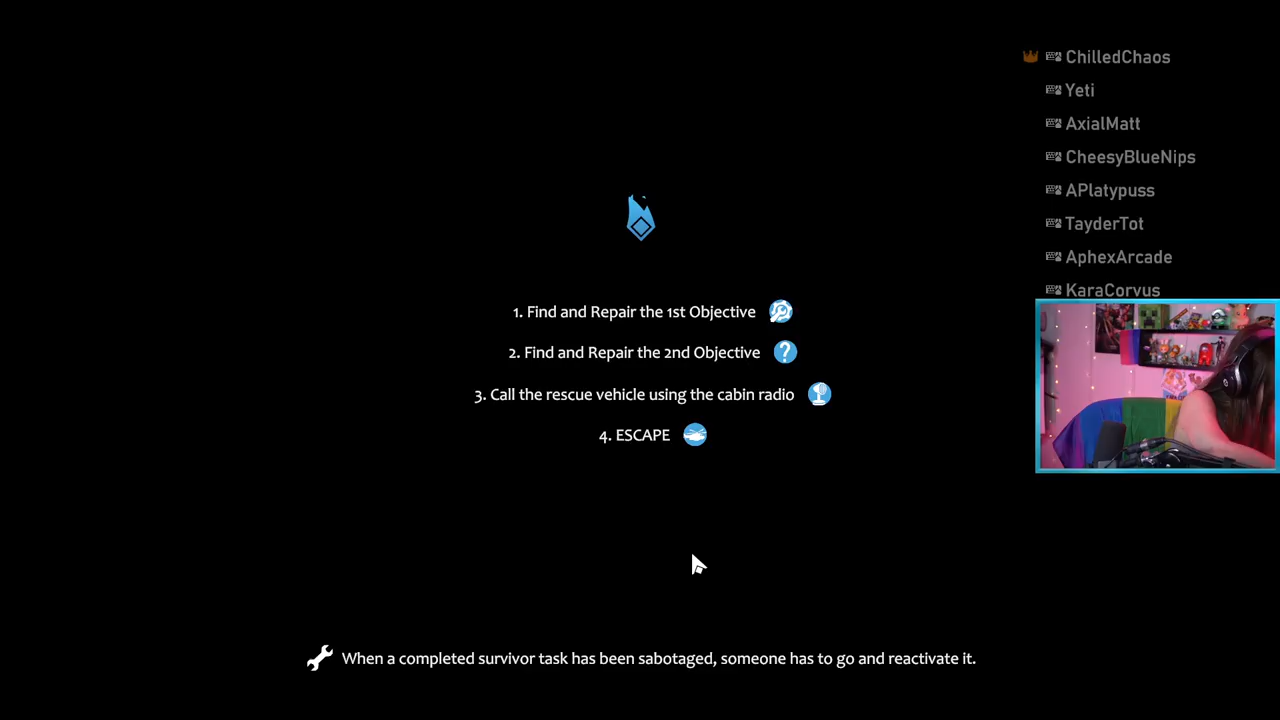 ChilledChaos
Yeti
AxialMatt
CheesyBlueNips
APlatypuss
TayderTot
AphexArcade
KaraCorvus
1. Find and Repair the 1st Objective
2. Find and Repair the 2nd Objective
3. Call the rescue vehicle using the cabin radio
4. ESCAPE
When a completed survivor task has been sabotaged, someone has to go and reactivate it.